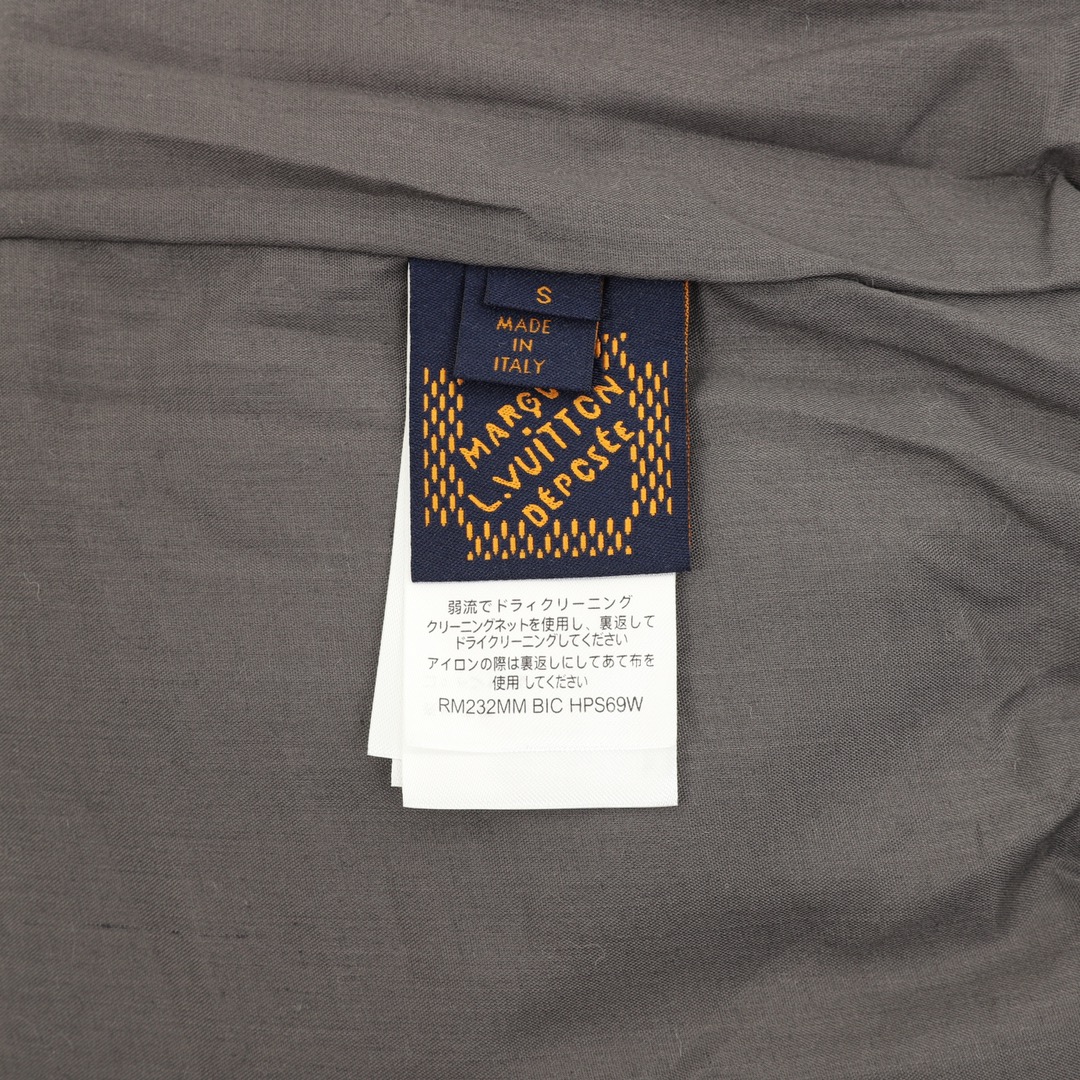 S
MADE
IN
ITALY
L.VUITTON
DÉPOSÉE
弱流でドライクリーニング
クリーニングネットを使用し、裏返して
ドライクリーニングしてください
アイロンの際は裏返しにしてあて布を
使用 してください
RM232MM BIC HPS69W